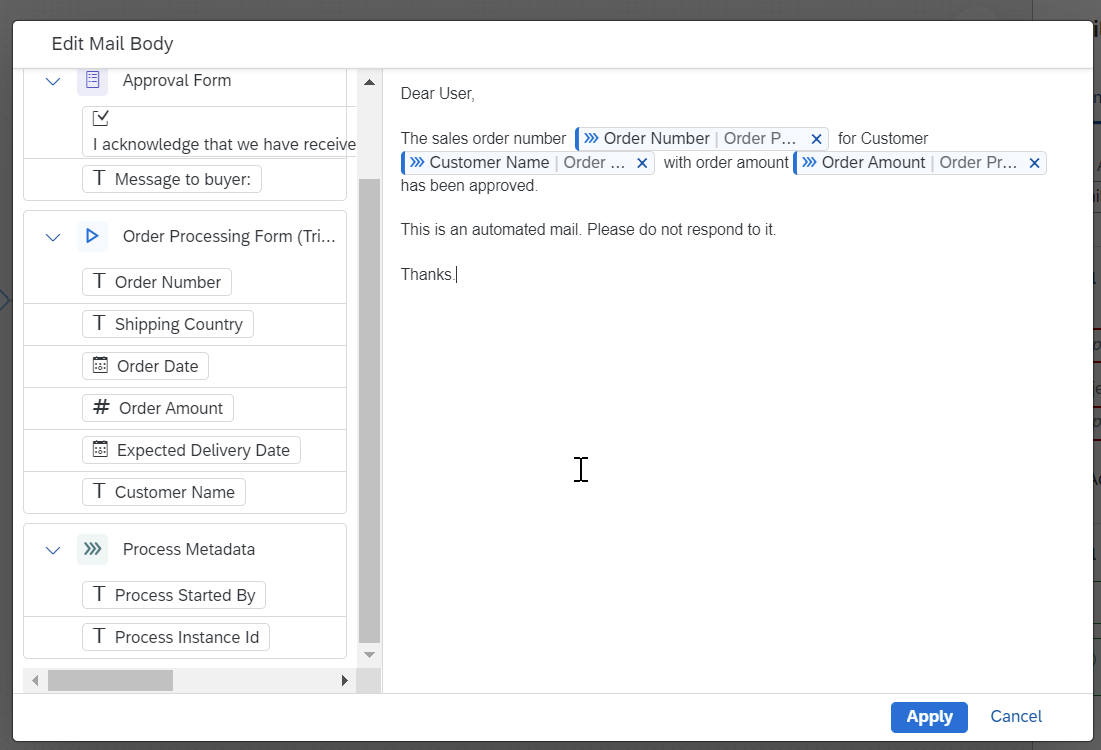 Edit Mail Body
Approval Form
I acknowledge that we have receive
T Message to buyer:
Order Processing Form (Tri...
T Order Number
T Shipping Country
Order Date
# Order Amount
Expected Delivery Date
T Customer Name
Process Metadata
T Process Started By
T Process Instance Id
Dear User,
The sales order number Order Number | Order P... × for Customer
Customer Name | Order ... × with order amount Order Amount | Order Pr... ×
has been approved.
This is an automated mail. Please do not respond to it.
Thanks.
Apply Cancel